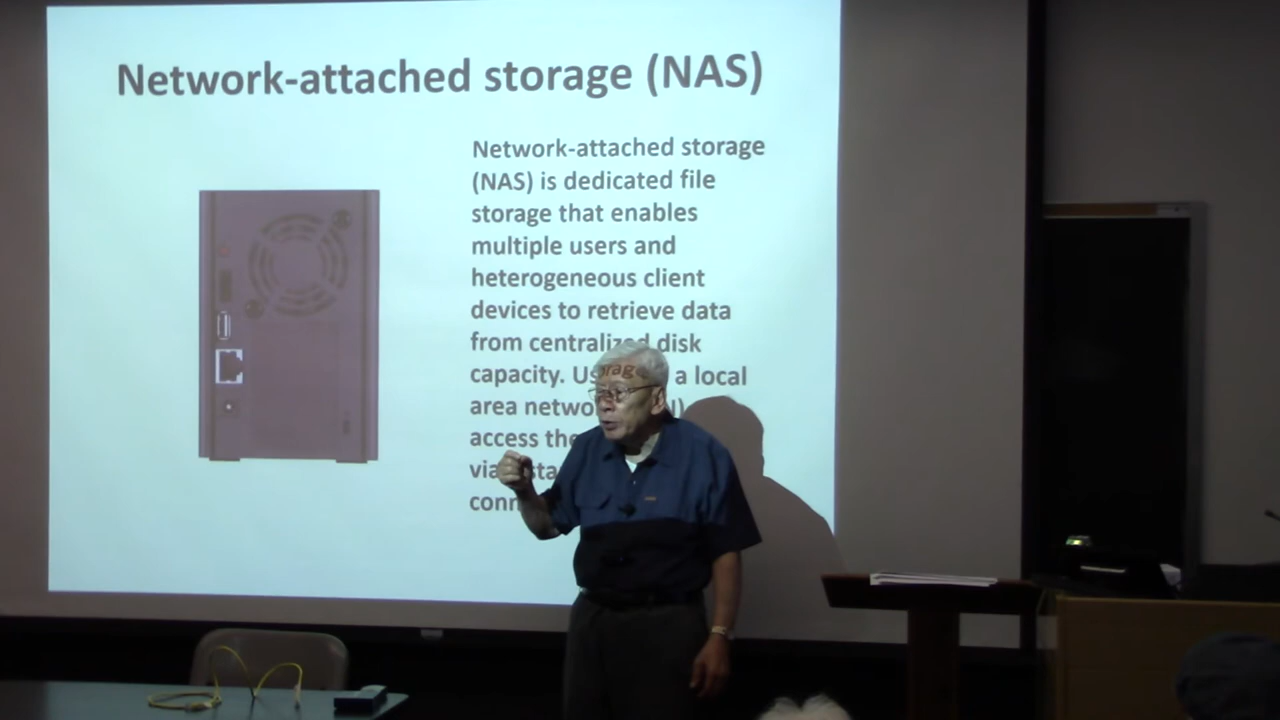 Network-attached storage (NAS)
Network-attached storage
(NAS) is dedicated file
storage that enables
multiple users and
heterogeneous client
devices to retrieve data
from centralized disk
capacity. a local
area
access
via